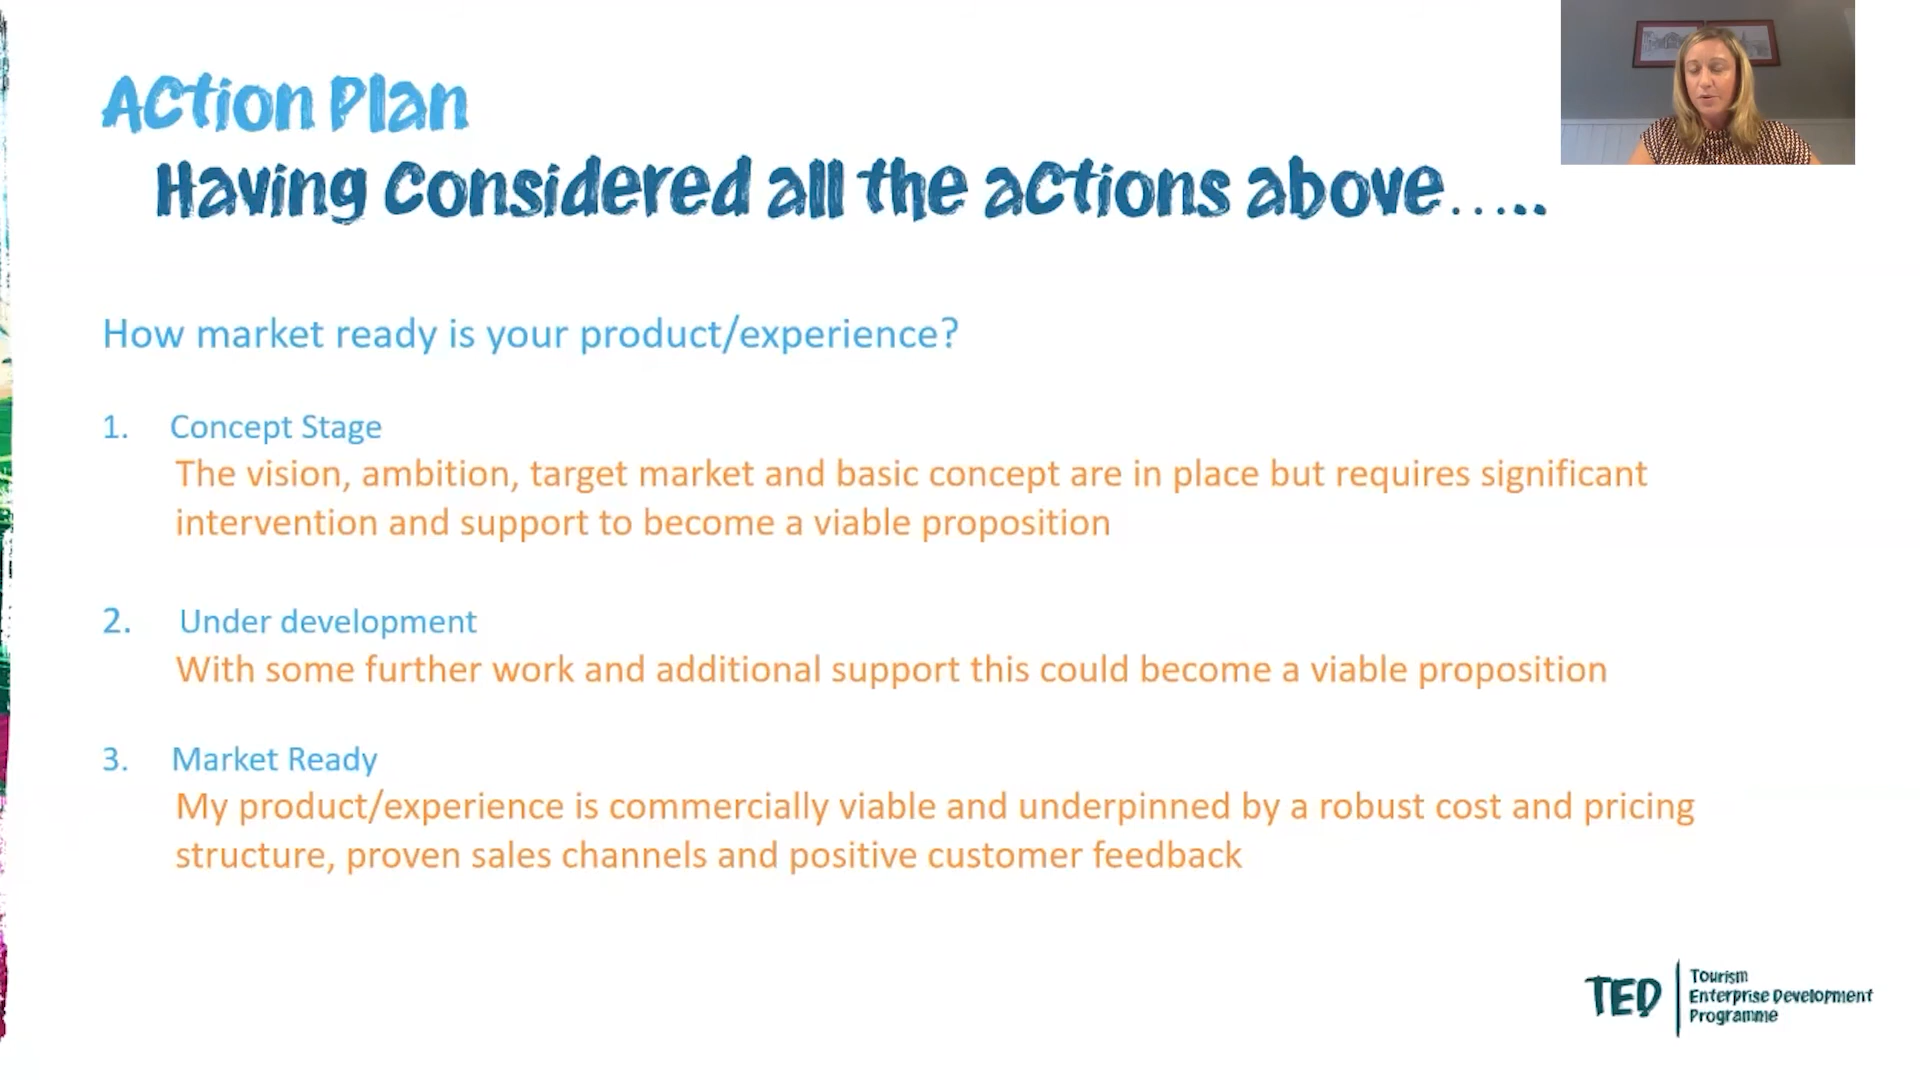 Action Plan
Having Considered all the actions above…..
How market ready is your product/experience?
1. Concept Stage
The vision, ambition, target market and basic concept are in place but requires significant
intervention and support to become a viable proposition
2. Under development
With some further work and additional support this could become a viable proposition
3. Market Ready
My product/experience is commercially viable and underpinned by a robust cost and pricing
structure, proven sales channels and positive customer feedback
TED
Tourism
Enterprise Development
Programme